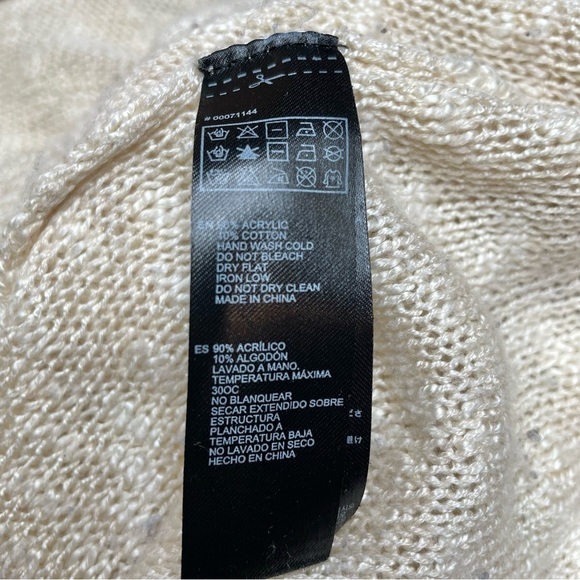 # 00071144
EN 90% ACRYLIC
10% COTTON
HAND WASH COLD
DO NOT BLEACH
DRY FLAT
IRON LOW
DO NOT DRY CLEAN
MADE IN CHINA
ES 90% ACRÍLICO
10% ALGODÓN
LAVADO A MANO.
TEMPERATURA MÁXIMA
30OC
NO BLANQUEAR
SECAR EXTENDIDO SOBRE
ESTRUCTURA
PLANCHADO A
TEMPERATURA BAJA
NO LAVADO EN SECO
HECHO EN CHINA